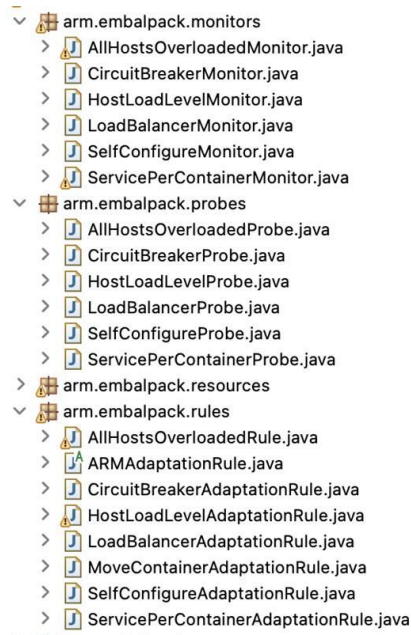 arm.embalpack.monitors
AllHostsOverloadedMonitor.java
CircuitBreakerMonitor.java
HostLoadLevelMonitor.java
LoadBalancerMonitor.java
SelfConfigureMonitor.java
ServicePerContainerMonitor.java
arm.embalpack.probes
AllHostsOverloadedProbe.java
CircuitBreakerProbe.java
HostLoadLevelProbe.java
LoadBalancerProbe.java
SelfConfigureProbe.java
ServicePerContainerProbe.java
arm.embalpack.resources
arm.embalpack.rules
AllHostsOverloadedRule.java
ARMAdaptationRule.java
CircuitBreakerAdaptationRule.java
HostLoadLevelAdaptationRule.java
LoadBalancerAdaptationRule.java
MoveContainerAdaptationRule.java
SelfConfigureAdaptationRule.java
ServicePerContainerAdaptationRule.java